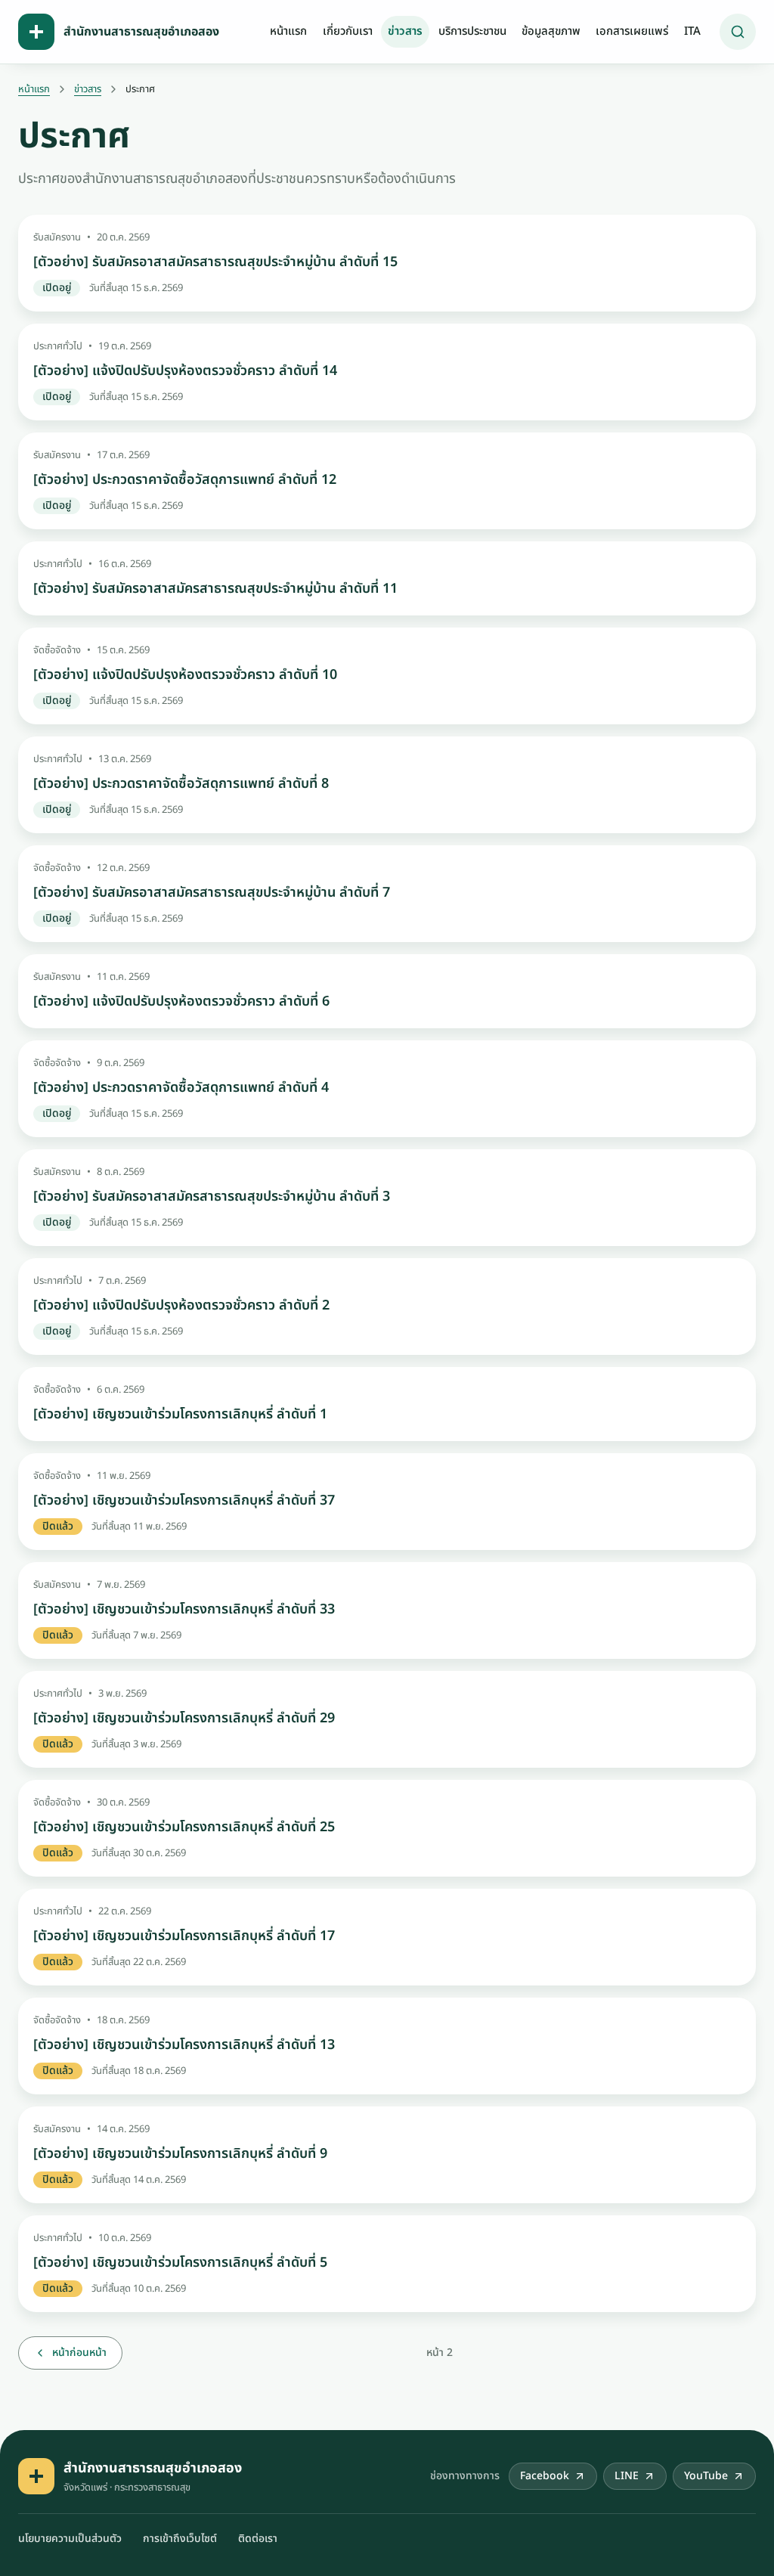 สำนักงานสาธารณสุขอำเภอสอง
หน้าแรก เกี่ยวกับเรา ข่าวสาร บริการประชาชน ข้อมูลสุขภาพ เอกสารเผยแพร่ ITA
หน้าแรก ข่าวสาร ประกาศ
ประกาศ
ประกาศของสำนักงานสาธารณสุขอำเภอสองที่ประชาชนควรทราบหรือต้องดำเนินการ
รับสมัครงาน • 20 ต.ค. 2569
[ตัวอย่าง] รับสมัครอาสาสมัครสาธารณสุขประจำหมู่บ้าน ลำดับที่ 15
เปิดอยู่ วันที่สิ้นสุด 15 ธ.ค. 2569
ประกาศทั่วไป • 19 ต.ค. 2569
[ตัวอย่าง] แจ้งปิดปรับปรุงห้องตรวจชั่วคราว ลำดับที่ 14
เปิดอยู่ วันที่สิ้นสุด 15 ธ.ค. 2569
รับสมัครงาน • 17 ต.ค. 2569
[ตัวอย่าง] ประกวดราคาจัดซื้อวัสดุการแพทย์ ลำดับที่ 12
เปิดอยู่ วันที่สิ้นสุด 15 ธ.ค. 2569
ประกาศทั่วไป • 16 ต.ค. 2569
[ตัวอย่าง] รับสมัครอาสาสมัครสาธารณสุขประจำหมู่บ้าน ลำดับที่ 11
จัดซื้อจัดจ้าง • 15 ต.ค. 2569
[ตัวอย่าง] แจ้งปิดปรับปรุงห้องตรวจชั่วคราว ลำดับที่ 10
เปิดอยู่ วันที่สิ้นสุด 15 ธ.ค. 2569
ประกาศทั่วไป • 13 ต.ค. 2569
[ตัวอย่าง] ประกวดราคาจัดซื้อวัสดุการแพทย์ ลำดับที่ 8
เปิดอยู่ วันที่สิ้นสุด 15 ธ.ค. 2569
จัดซื้อจัดจ้าง • 12 ต.ค. 2569
[ตัวอย่าง] รับสมัครอาสาสมัครสาธารณสุขประจำหมู่บ้าน ลำดับที่ 7
เปิดอยู่ วันที่สิ้นสุด 15 ธ.ค. 2569
รับสมัครงาน • 11 ต.ค. 2569
[ตัวอย่าง] แจ้งปิดปรับปรุงห้องตรวจชั่วคราว ลำดับที่ 6
จัดซื้อจัดจ้าง • 9 ต.ค. 2569
[ตัวอย่าง] ประกวดราคาจัดซื้อวัสดุการแพทย์ ลำดับที่ 4
เปิดอยู่ วันที่สิ้นสุด 15 ธ.ค. 2569
รับสมัครงาน • 8 ต.ค. 2569
[ตัวอย่าง] รับสมัครอาสาสมัครสาธารณสุขประจำหมู่บ้าน ลำดับที่ 3
เปิดอยู่ วันที่สิ้นสุด 15 ธ.ค. 2569
ประกาศทั่วไป • 7 ต.ค. 2569
[ตัวอย่าง] แจ้งปิดปรับปรุงห้องตรวจชั่วคราว ลำดับที่ 2
เปิดอยู่ วันที่สิ้นสุด 15 ธ.ค. 2569
จัดซื้อจัดจ้าง • 6 ต.ค. 2569
[ตัวอย่าง] เชิญชวนเข้าร่วมโครงการเลิกบุหรี่ ลำดับที่ 1
จัดซื้อจัดจ้าง • 11 พ.ย. 2569
[ตัวอย่าง] เชิญชวนเข้าร่วมโครงการเลิกบุหรี่ ลำดับที่ 37
ปิดแล้ว วันที่สิ้นสุด 11 พ.ย. 2569
รับสมัครงาน • 7 พ.ย. 2569
[ตัวอย่าง] เชิญชวนเข้าร่วมโครงการเลิกบุหรี่ ลำดับที่ 33
ปิดแล้ว วันที่สิ้นสุด 7 พ.ย. 2569
ประกาศทั่วไป • 3 พ.ย. 2569
[ตัวอย่าง] เชิญชวนเข้าร่วมโครงการเลิกบุหรี่ ลำดับที่ 29
ปิดแล้ว วันที่สิ้นสุด 3 พ.ย. 2569
จัดซื้อจัดจ้าง • 30 ต.ค. 2569
[ตัวอย่าง] เชิญชวนเข้าร่วมโครงการเลิกบุหรี่ ลำดับที่ 25
ปิดแล้ว วันที่สิ้นสุด 30 ต.ค. 2569
ประกาศทั่วไป • 22 ต.ค. 2569
[ตัวอย่าง] เชิญชวนเข้าร่วมโครงการเลิกบุหรี่ ลำดับที่ 17
ปิดแล้ว วันที่สิ้นสุด 22 ต.ค. 2569
จัดซื้อจัดจ้าง • 18 ต.ค. 2569
[ตัวอย่าง] เชิญชวนเข้าร่วมโครงการเลิกบุหรี่ ลำดับที่ 13
ปิดแล้ว วันที่สิ้นสุด 18 ต.ค. 2569
รับสมัครงาน • 14 ต.ค. 2569
[ตัวอย่าง] เชิญชวนเข้าร่วมโครงการเลิกบุหรี่ ลำดับที่ 9
ปิดแล้ว วันที่สิ้นสุด 14 ต.ค. 2569
ประกาศทั่วไป • 10 ต.ค. 2569
[ตัวอย่าง] เชิญชวนเข้าร่วมโครงการเลิกบุหรี่ ลำดับที่ 5
ปิดแล้ว วันที่สิ้นสุด 10 ต.ค. 2569
หน้าก่อนหน้า หน้า 2
สำนักงานสาธารณสุขอำเภอสอง
จังหวัดแพร่ · กระทรวงสาธารณสุข
ช่องทางทางการ Facebook LINE YouTube
นโยบายความเป็นส่วนตัว การเข้าถึงเว็บไซต์ ติดต่อเรา